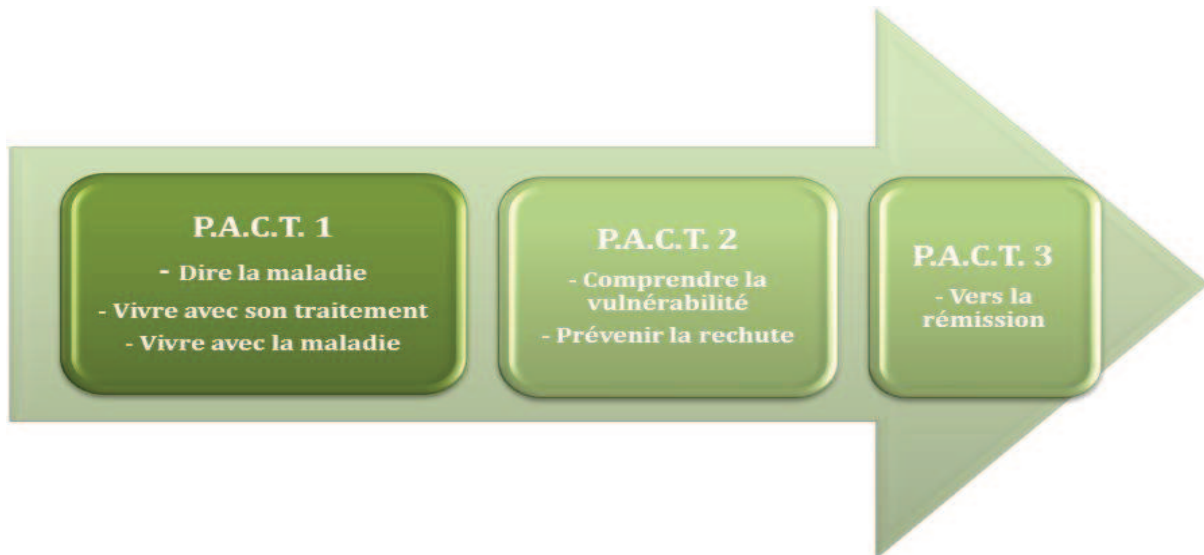 P.A.C.T. 1
- Dire la maladie
- Vivre avec son traitement
- Vivre avec la maladie
P.A.C.T. 2
- Comprendre la
vulnérabilité
- Prévenir la rechute
P.A.C.T. 3
- Vers la
rémission